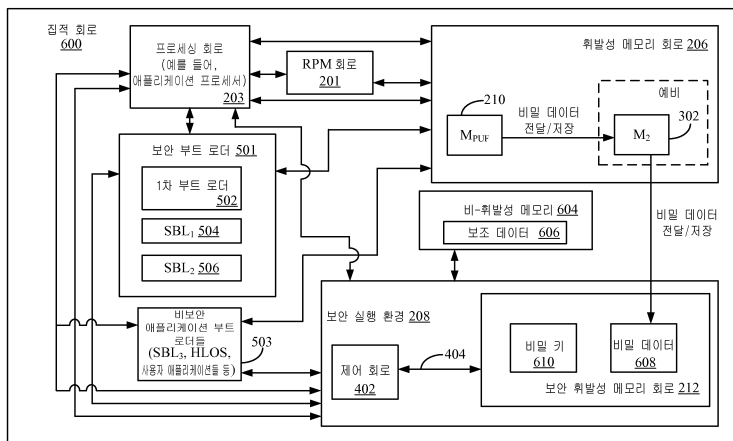 집적 회로
600
프로세싱 회로
(예를 들어,
애플리케이션 프로세서)
203
RPM 회로
201
휘발성 메모리 회로 206
210
MPUF
비밀 데이터
전달/저장
예비
M2
302
보안 부트 로더 501
1차 부트 로더
502
SBL1 504
SBL2 506
비-휘발성 메모리 604
보조 데이터 606
비밀 데이터
전달/저장
비보안
애플리케이션 부트
로더들
(SBL3, HLOS,
사용자 애플리케이션들 등)
503
보안 실행 환경 208
제어 회로
402
404
비밀 키
610
비밀 데이터
608
보안 휘발성 메모리 회로 212